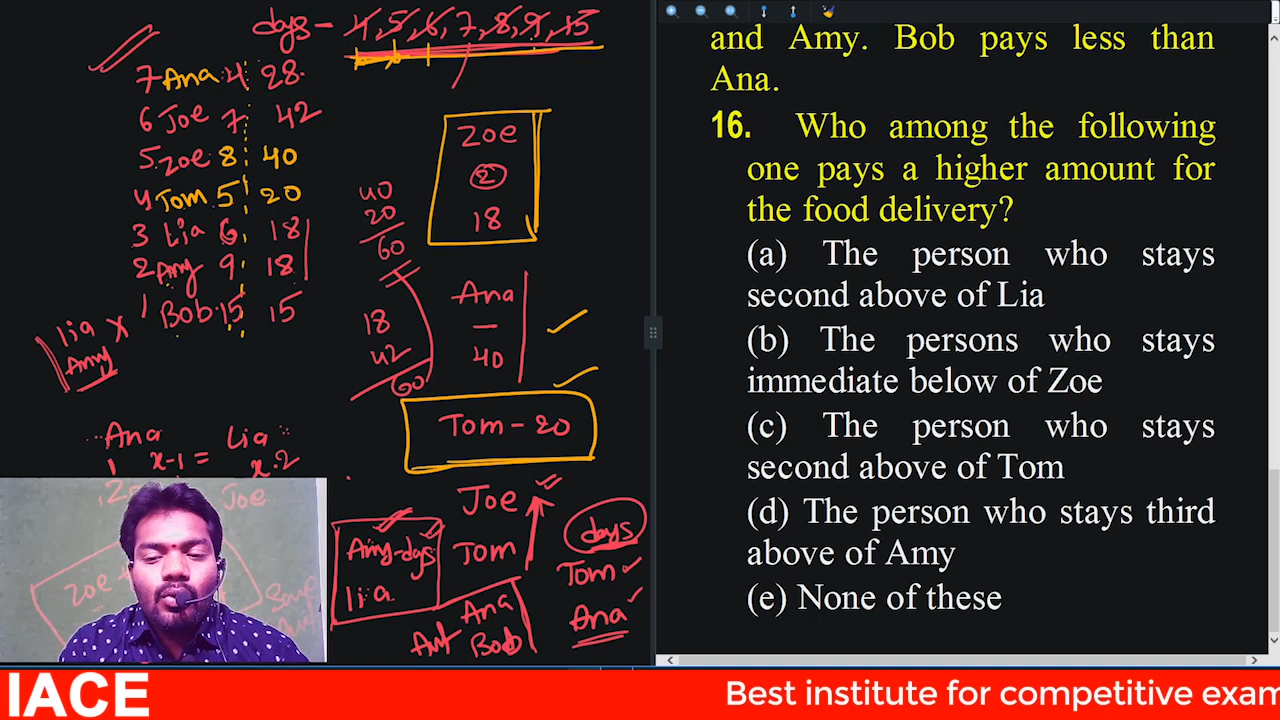 days - 4, 5, 6, 7, 8, 9, 15
7 Ana 4 28
6 Joe 7 42
5 Zoe 8 40
4 Tom 5 20
3 Lia 6 18
2 Amy 9 18
1 Bob 15 15
lia x
Amy
Zoe
2
18
40
20
60
Ana
40
18
42
60
Tom - 20
Ana Lia
1 x-1 = x.2
Joe
Zoe +
Joe
Tom
Ana
Bob
Amy-days
lia
days
Tom
Ana
and Amy. Bob pays less than
Ana.
16. Who among the following
one pays a higher amount for
the food delivery?
(a) The person who stays
second above of Lia
(b) The persons who stays
immediate below of Zoe
(c) The person who stays
second above of Tom
(d) The person who stays third
above of Amy
(e) None of these
IACE
Best institute for competitive exam